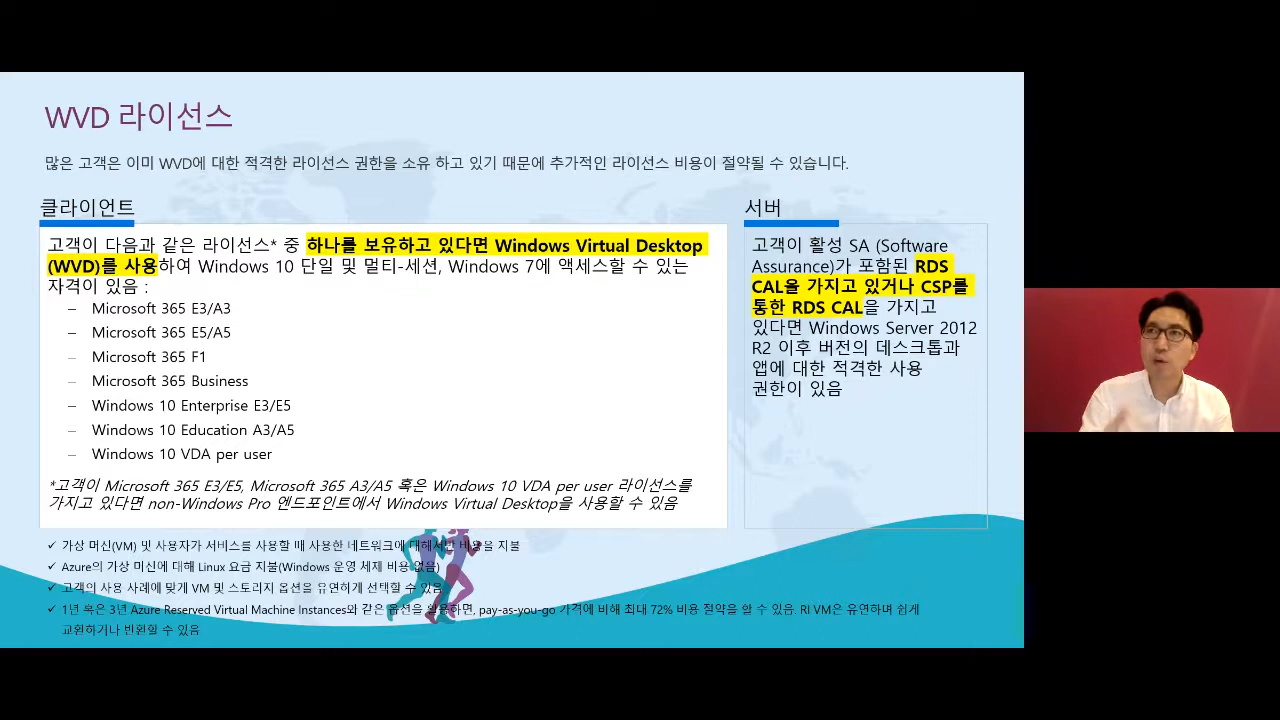 WVD 라이선스
많은 고객은 이미 WVD에 대한 적격한 라이선스 권한을 소유 하고 있기 때문에 추가적인 라이선스 비용이 절약될 수 있습니다.
클라이언트
고객이 다음과 같은 라이선스* 중 하나를 보유하고 있다면 Windows Virtual Desktop
(WVD)를 사용하여 Windows 10 단일 및 멀티-세션, Windows 7에 액세스할 수 있는
자격이 있음 :
– Microsoft 365 E3/A3
– Microsoft 365 E5/A5
– Microsoft 365 F1
– Microsoft 365 Business
– Windows 10 Enterprise E3/E5
– Windows 10 Education A3/A5
– Windows 10 VDA per user
*고객이 Microsoft 365 E3/E5, Microsoft 365 A3/A5 혹은 Windows 10 VDA per user 라이선스를
가지고 있다면 non-Windows Pro 엔드포인트에서 Windows Virtual Desktop을 사용할 수 있음
서버
고객이 활성 SA (Software
Assurance)가 포함된 RDS
CAL을 가지고 있거나 CSP를
통한 RDS CAL을 가지고
있다면 Windows Server 2012
R2 이후 버전의 데스크톱과
앱에 대한 적격한 사용
권한이 있음
✓ 가상 머신(VM) 및 사용자가 서비스를 사용할 때 사용한 네트워크에 대해서만 비용을 지불
✓ Azure의 가상 머신에 대해 Linux 요금 지불(Windows 운영 체제 비용 없음)
✓ 고객의 사용 사례에 맞게 VM 및 스토리지 옵션을 유연하게 선택할 수 있음
✓ 1년 혹은 3년 Azure Reserved Virtual Machine Instances와 같은 옵션을 활용하면, pay-as-you-go 가격에 비해 최대 72% 비용 절약을 할 수 있음. RI VM은 유연하며 쉽게
교환하거나 반환할 수 있음